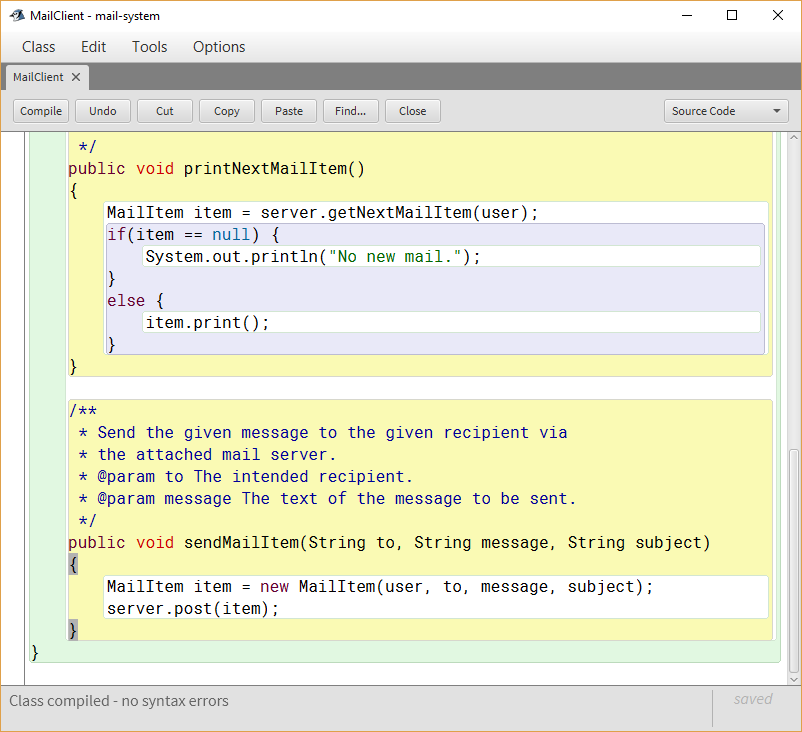 MailClient - mail-system
Class Edit Tools Options
MailClient
Compile Undo Cut Copy Paste Find... Close Source Code
*/
public void printNextMailItem()
{
MailItem item = server.getNextMailItem(user);
if(item == null) {
System.out.println("No new mail.");
}
else {
item.print();
}
}
/**
* Send the given message to the given recipient via
* the attached mail server.
* @param to The intended recipient.
* @param message The text of the message to be sent.
*/
public void sendMailItem(String to, String message, String subject)
{
MailItem item = new MailItem(user, to, message, subject);
server.post(item);
}
}
Class compiled - no syntax errors
saved